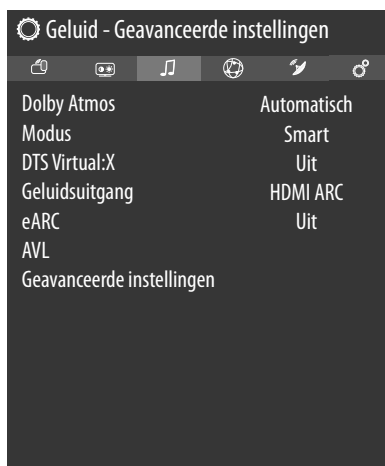 Geluid - Geavanceerde instellingen
Dolby Atmos Automatisch
Modus Smart
DTS Virtual:X Uit
Geluidsuitgang HDMI ARC
eARC Uit
AVL
Geavanceerde instellingen